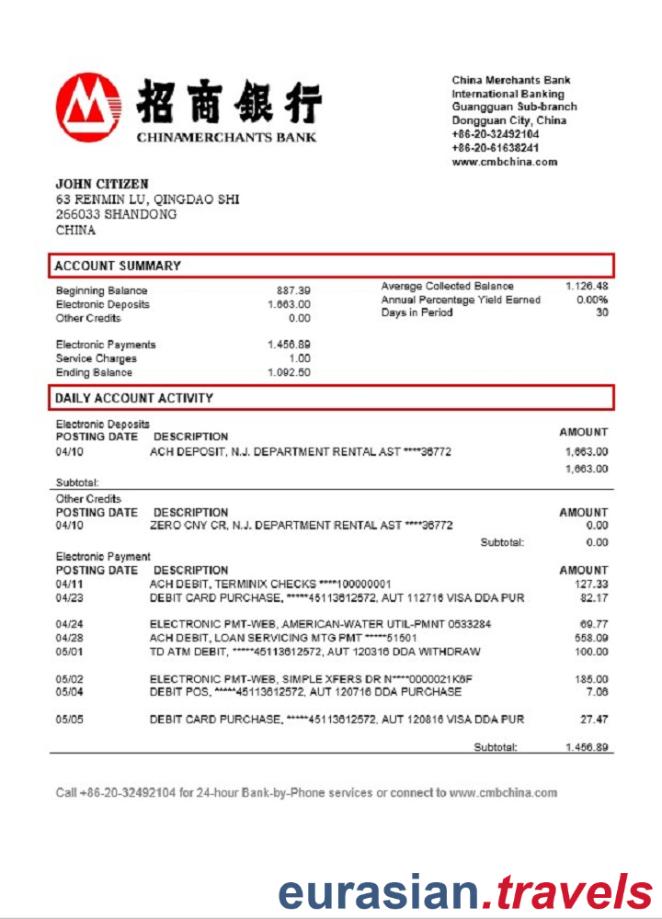 招商銀行
CHINAMERCHANTS BANK
China Merchants Bank
International Banking
Guangguan Sub-branch
Dongguan City, China
+86-20-32492104
+86-20-61638241
www.cmbchina.com
JOHN CITIZEN
63 RENMIN LU, QINGDAO SHI
266033 SHANDONG
CHINA
ACCOUNT SUMMARY
Beginning Balance 887.39
Electronic Deposits 1.663.00
Other Credits 0.00
Electronic Payments 1.456.89
Service Charges 1.00
Ending Balance 1.092.50
Average Collected Balance 1.126.48
Annual Percentage Yield Earned 0.00%
Days in Period 30
DAILY ACCOUNT ACTIVITY
Electronic Deposits
POSTING DATE DESCRIPTION AMOUNT
04/10 ACH DEPOSIT, N.J. DEPARTMENT RENTAL AST ****36772 1,663.00
1,663.00
Subtotal:
Other Credits
POSTING DATE DESCRIPTION AMOUNT
04/10 ZERO CNY CR, N.J. DEPARTMENT RENTAL AST ****36772 0.00
Subtotal: 0.00
Electronic Payment
POSTING DATE DESCRIPTION AMOUNT
04/11 ACH DEBIT, TERMINIX CHECKS ****100000001 127.33
04/23 DEBIT CARD PURCHASE, *****45113612572, AUT 112716 VISA DDA PUR 82.17
04/24 ELECTRONIC PMT-WEB, AMERICAN-WATER UTIL-PMNT 0533284 69.77
04/28 ACH DEBIT, LOAN SERVICING MTG PMT *****51501 558.09
05/01 TD ATM DEBIT, *****45113612572, AUT 120316 DDA WITHDRAW 100.00
05/02 ELECTRONIC PMT-WEB, SIMPLE XFERS DR N****0000021K6F 185.00
05/04 DEBIT POS, *****45113612572, AUT 120716 DDA PURCHASE 7.06
05/05 DEBIT CARD PURCHASE, *****45113612572, AUT 120816 VISA DDA PUR 27.47
Subtotal: 1.456.89
Call +86-20-32492104 for 24-hour Bank-by-Phone services or connect to www.cmbchina.com
eurasian.travels